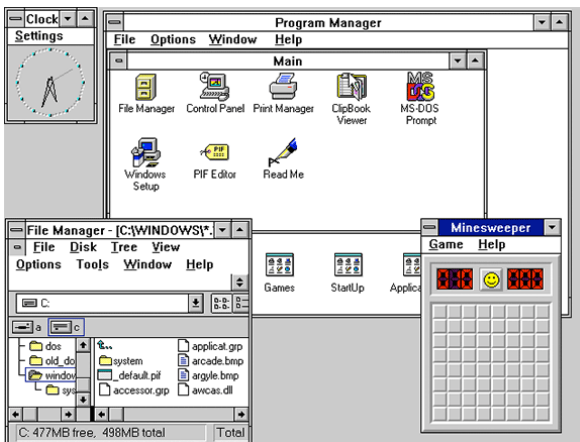 Clock
Settings
Program Manager
File Options Window Help
Main
File Manager
Control Panel
Print Manager
ClipBook
Viewer
MS-DOS
Prompt
Windows
Setup
PIF Editor
Read Me
Games
StartUp
Applica
File Manager - [C:\WINDOWS\*.
File Disk Tree View
Options Tools Window Help
C:
a c
dos
old_do
window
sys
system
_default.pif
accessor.grp
applicat.grp
arcade.bmp
argyle.bmp
awcas.dll
C: 477MB free, 498MB total
Total
Minesweeper
Game Help